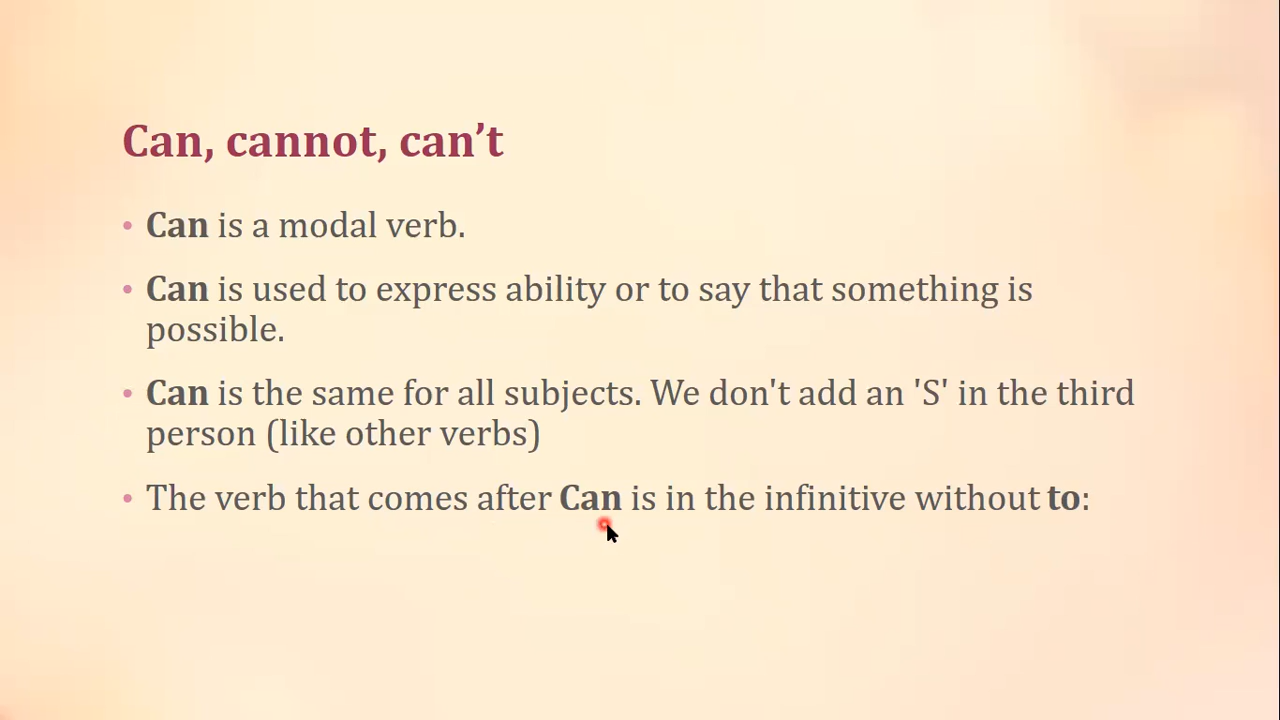 Can, cannot, can’t
• Can is a modal verb.
• Can is used to express ability or to say that something is
possible.
• Can is the same for all subjects. We don't add an 'S' in the third
person (like other verbs)
• The verb that comes after Can is in the infinitive without to: